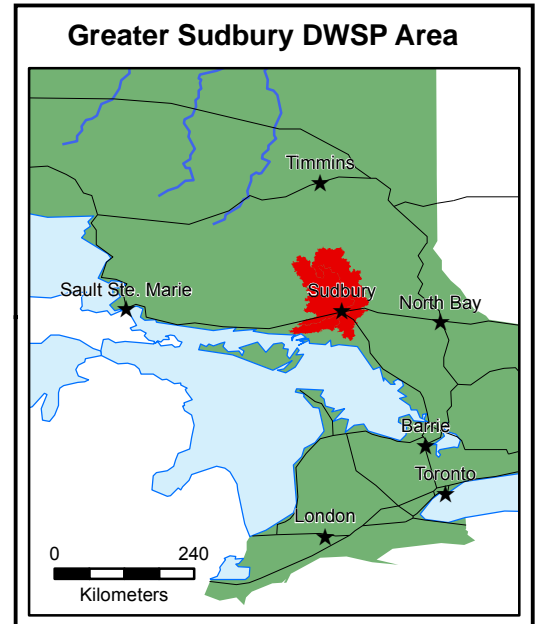 Greater Sudbury DWSP Area
Timmins
Sault Ste. Marie
Sudbury
North Bay
Barrie
Toronto
London
0 240
Kilometers